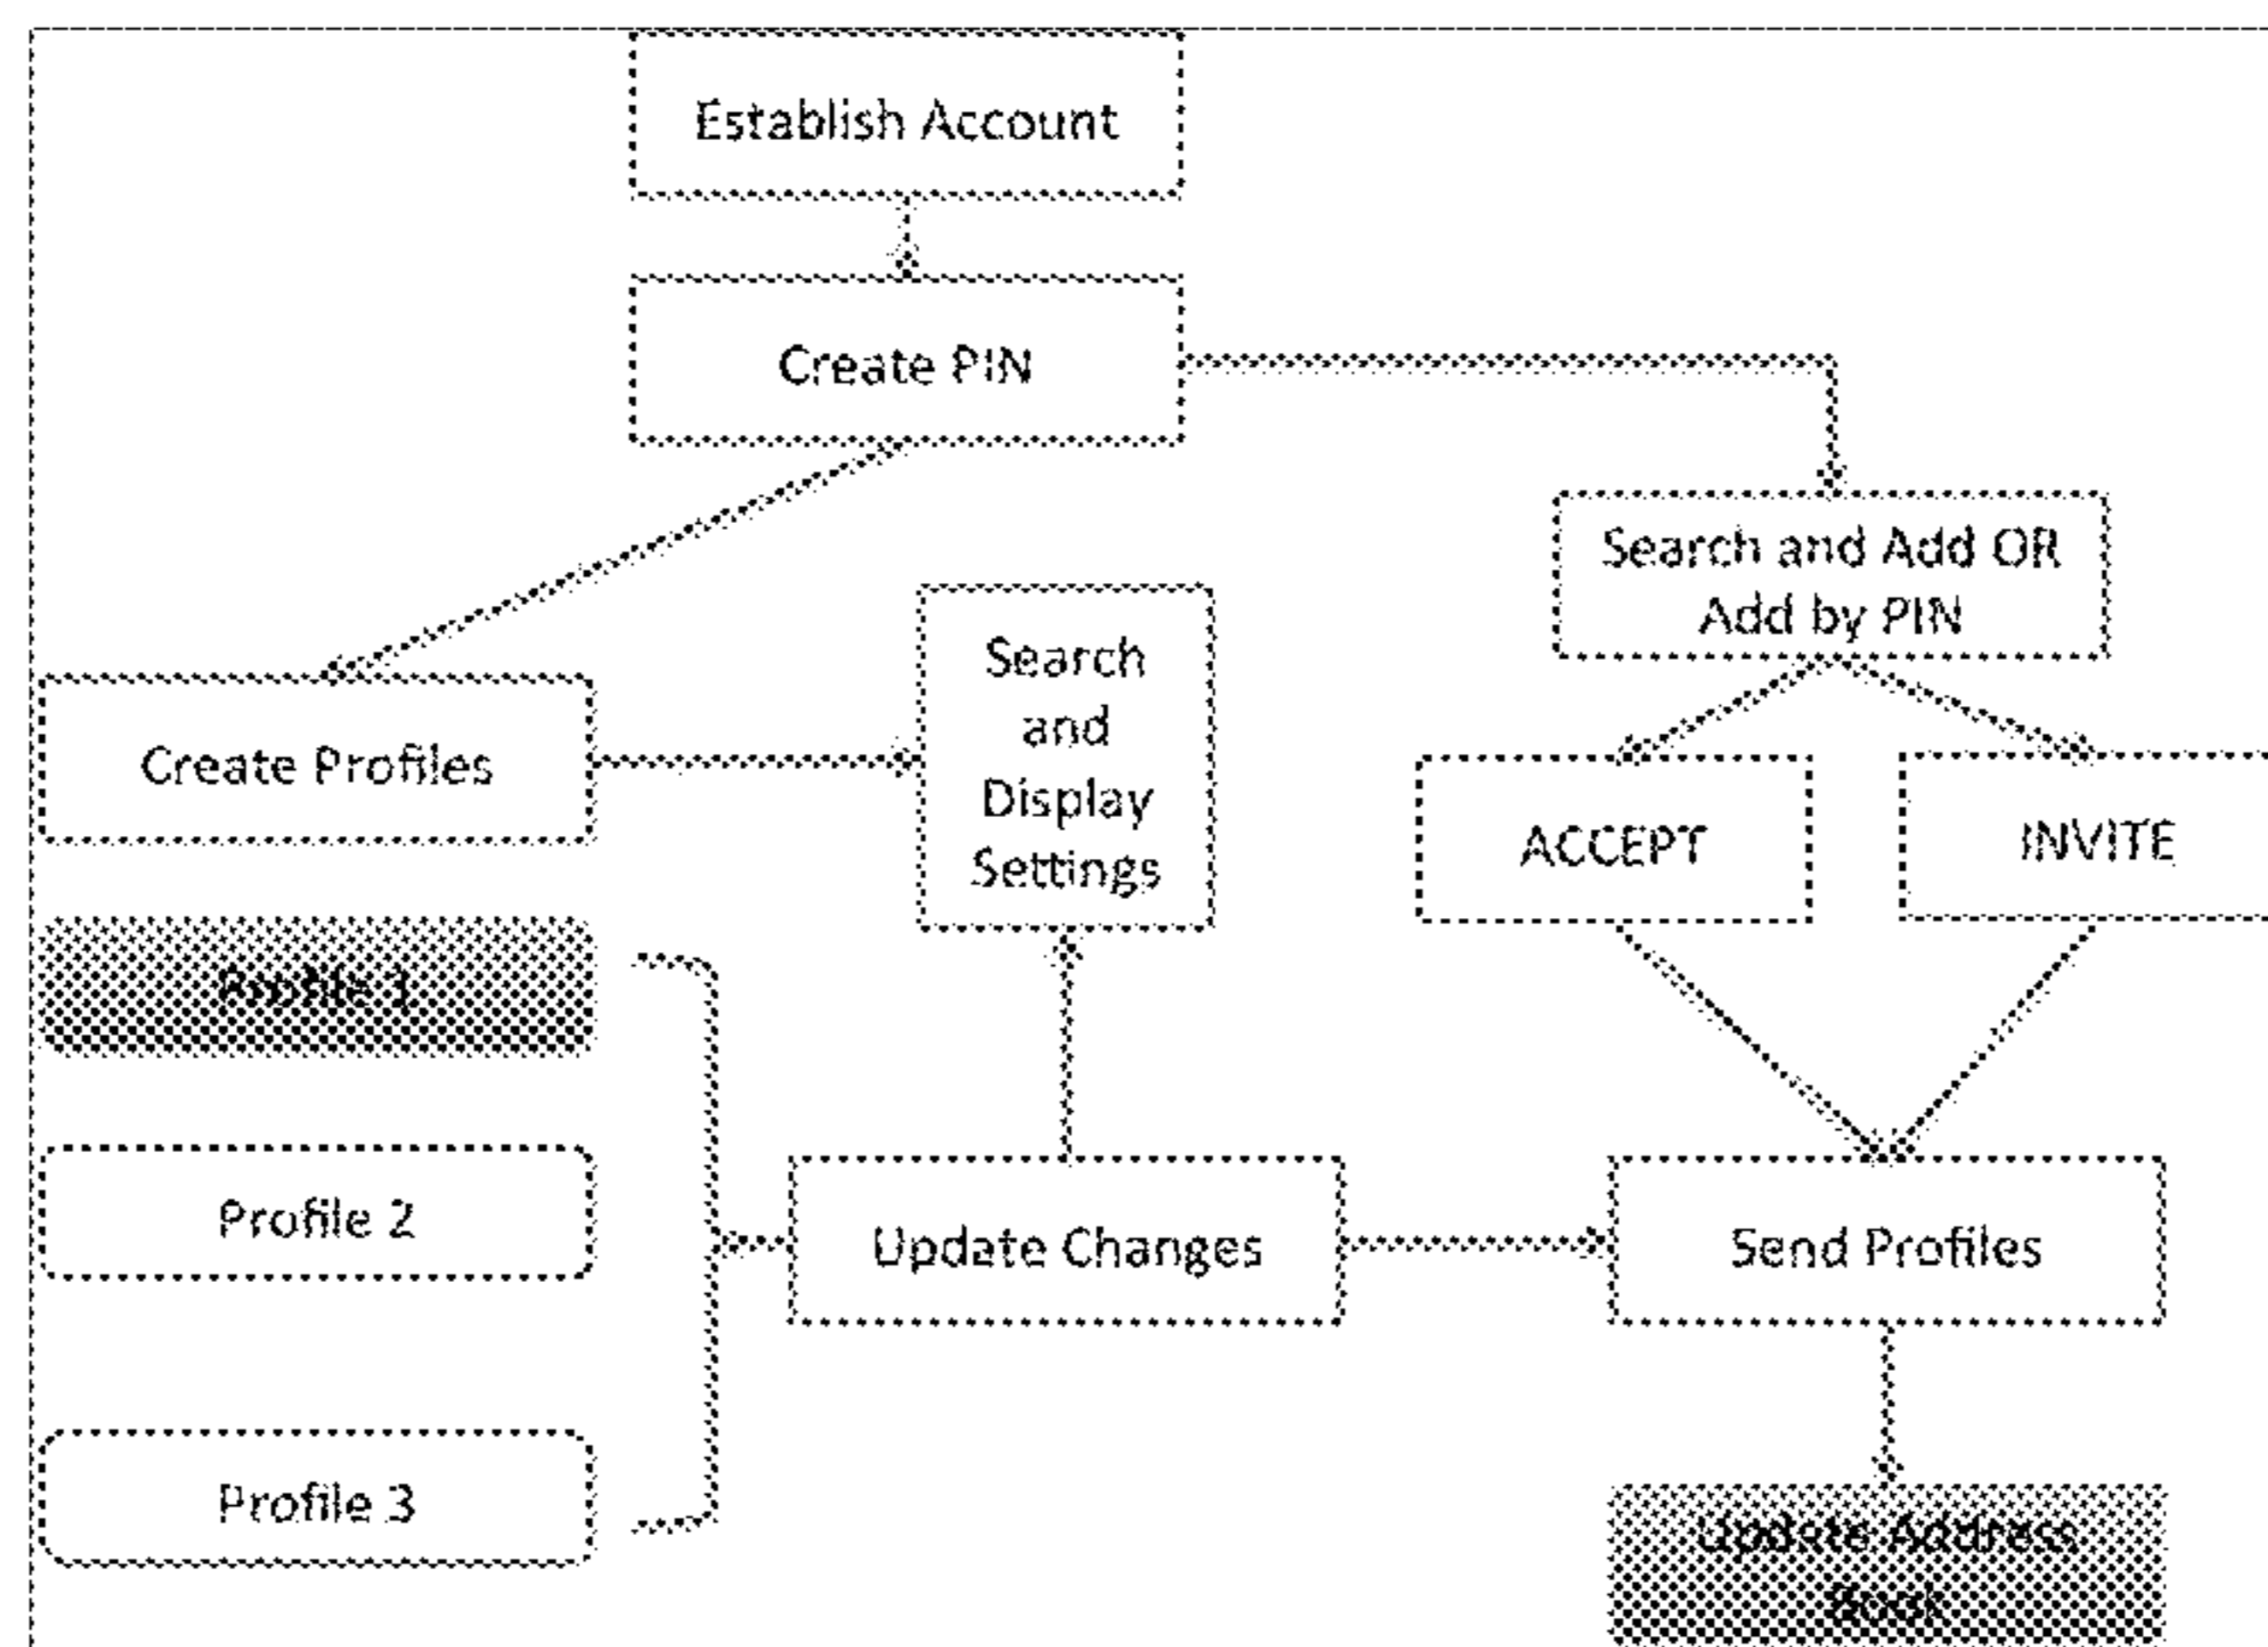 Establish Account
Create PIN
Search and Add OR
Add by PIN
Search
and
Display
Settings
Create Profiles
ACCEPT
INVITE
Profile 1
Profile 2
Update Changes
Send Profiles
Profile 3
Update Address
Book